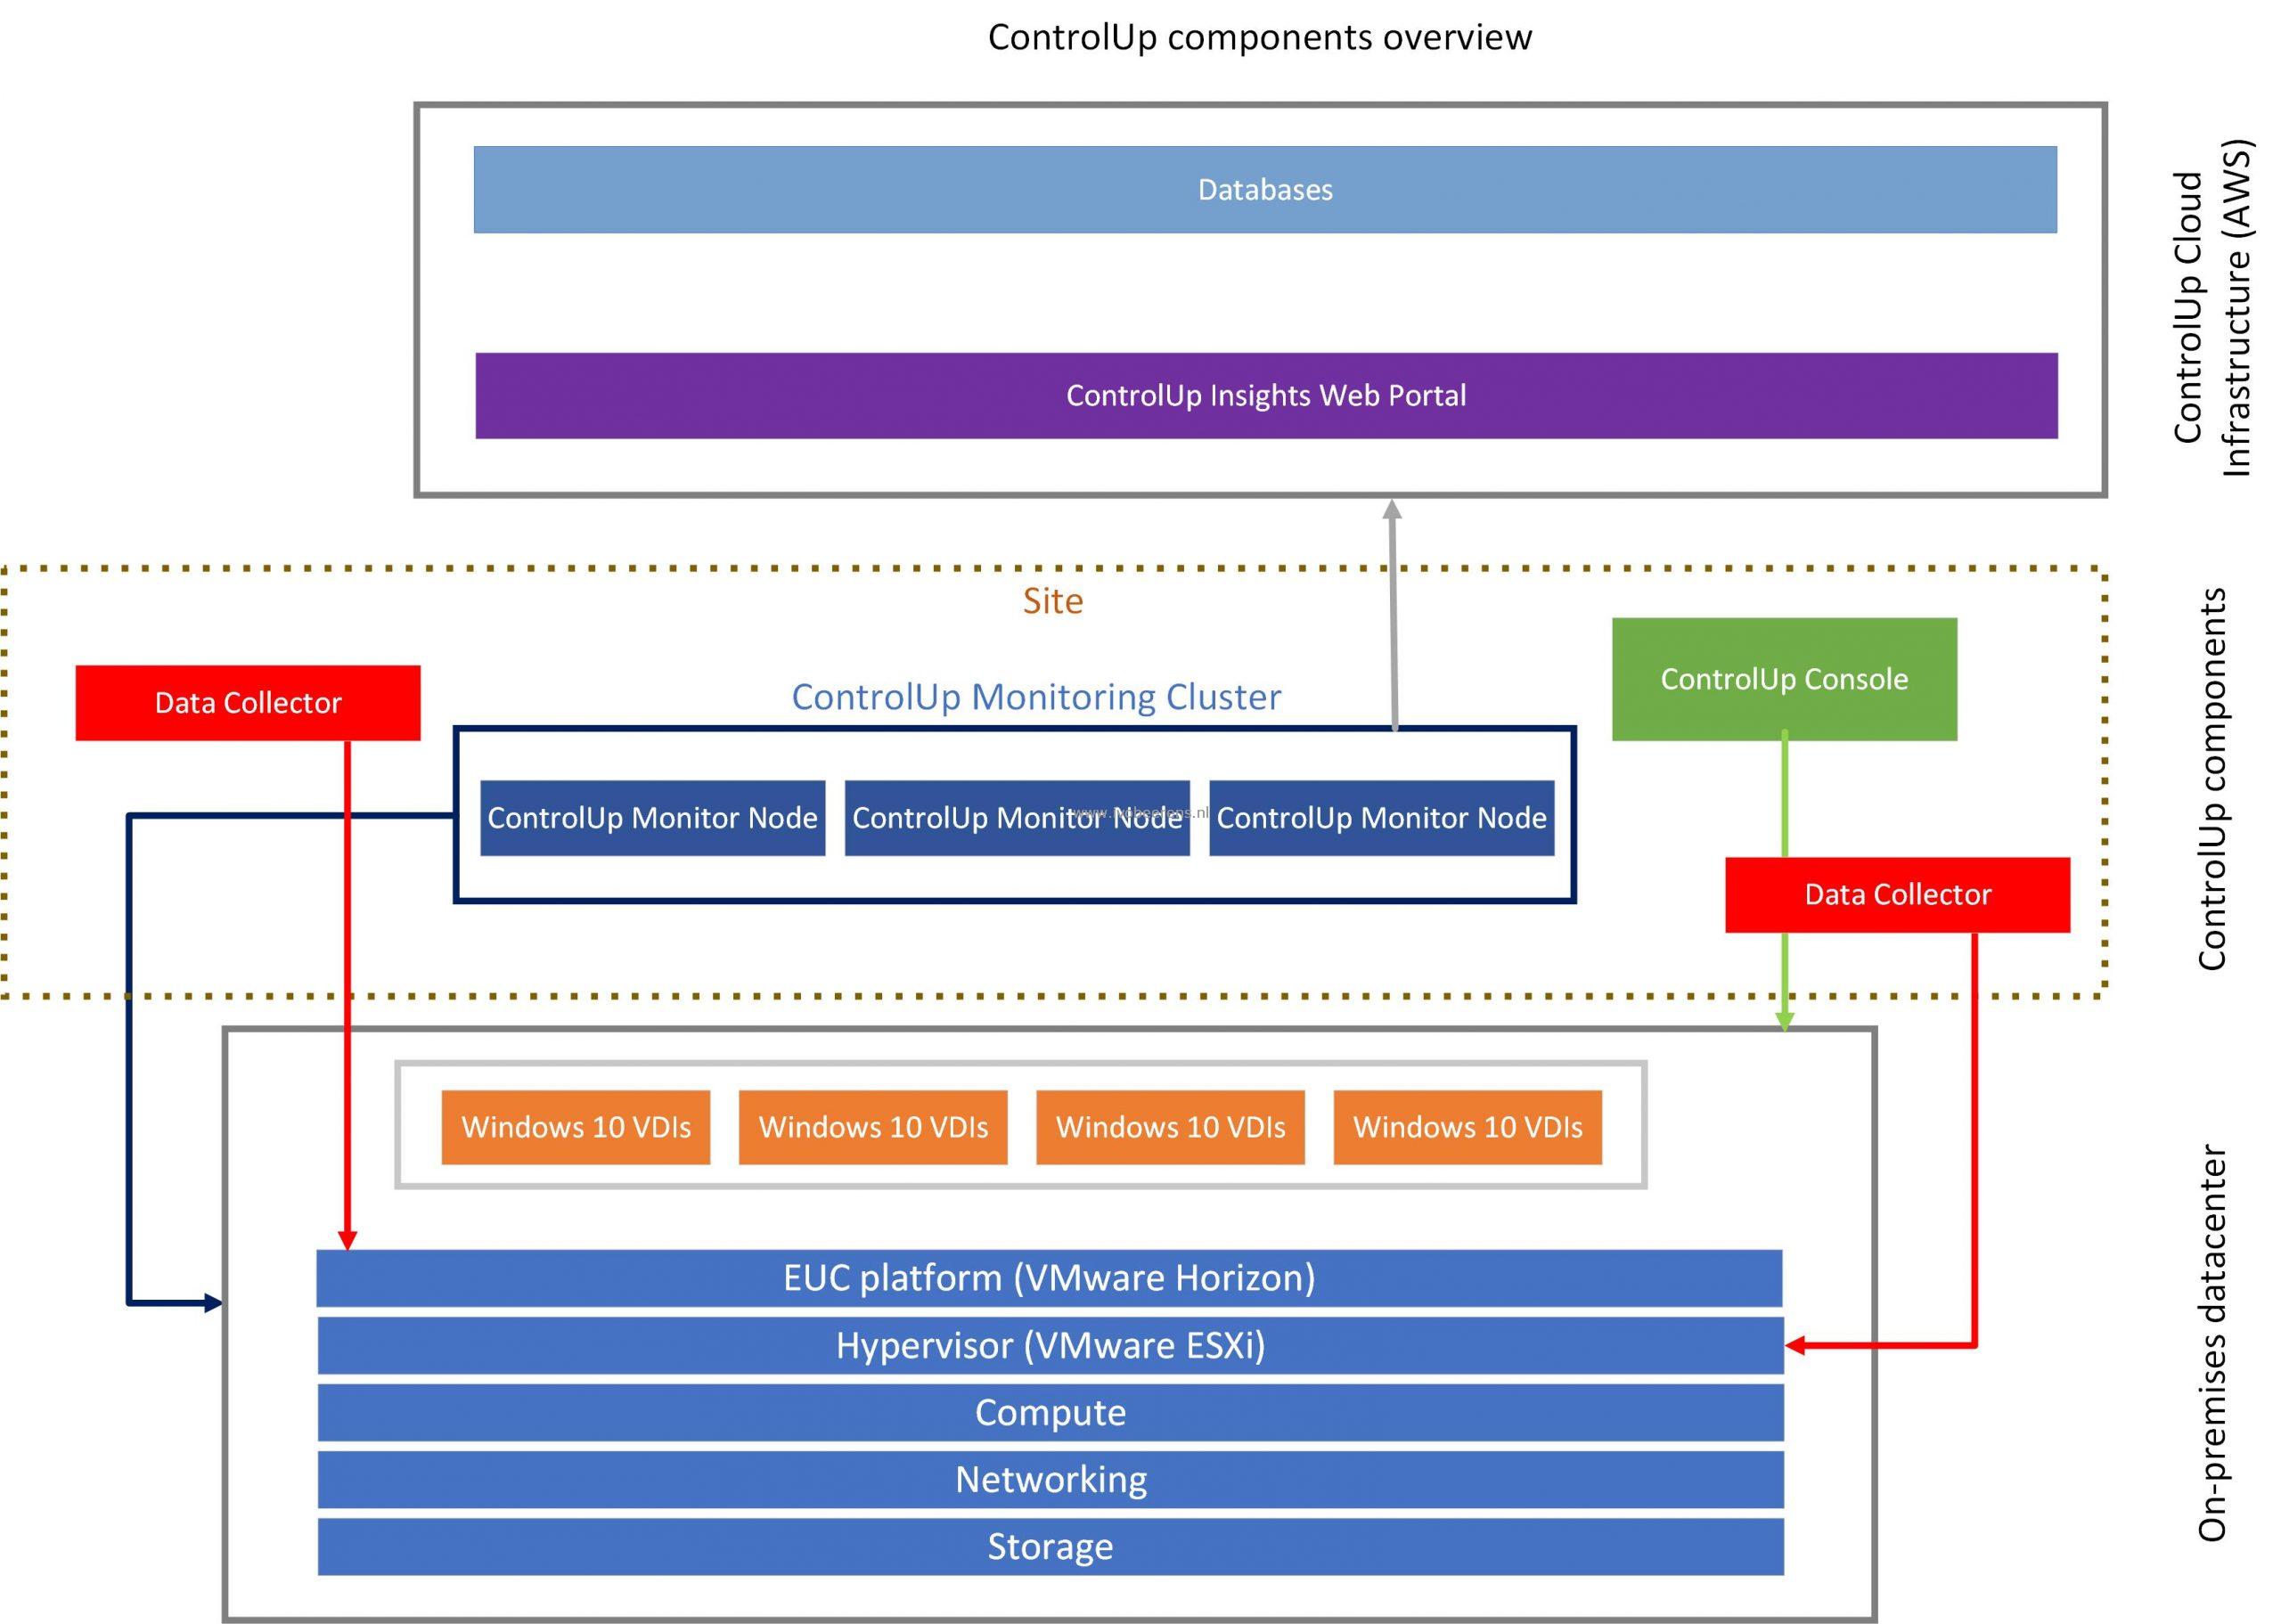 ControlUp components overview
Databases
ControlUp Insights Web Portal
ControlUp Cloud
Infrastructure (AWS)
Site
ControlUp Console
Data Collector
ControlUp Monitoring Cluster
ControlUp Monitor Node
ControlUp Monitor Node
ControlUp Monitor Node
Data Collector
ControlUp components
Windows 10 VDIs
Windows 10 VDIs
Windows 10 VDIs
Windows 10 VDIs
EUC platform (VMware Horizon)
Hypervisor (VMware ESXi)
Compute
Networking
Storage
On-premises datacenter